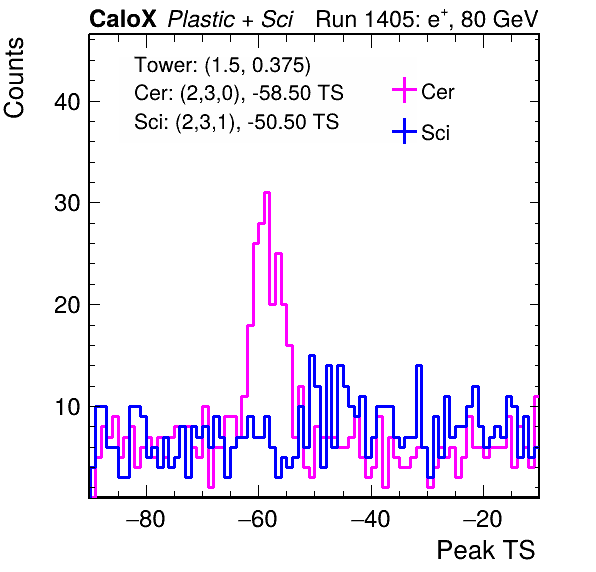 CaloX Plastic + Sci Run 1405: e⁺, 80 GeV
Counts
Tower: (1.5, 0.375)
Cer: (2,3,0), -58.50 TS
Sci: (2,3,1), -50.50 TS
Cer
Sci
40
30
20
10
−80 −60 −40 −20
Peak TS